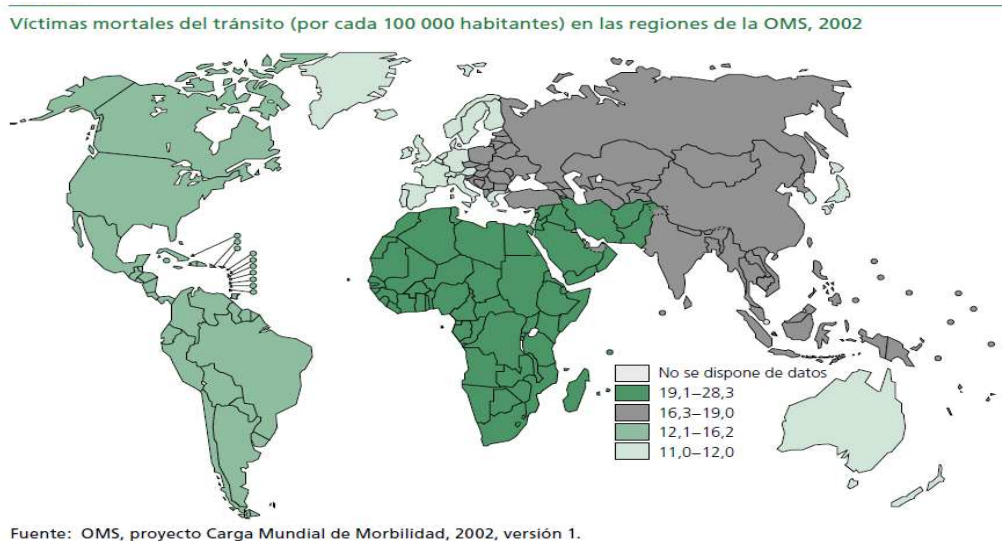 Víctimas mortales del tránsito (por cada 100 000 habitantes) en las regiones de la OMS, 2002
No se dispone de datos
19,1–28,3
16,3–19,0
12,1–16,2
11,0–12,0
Fuente: OMS, proyecto Carga Mundial de Morbilidad, 2002, versión 1.